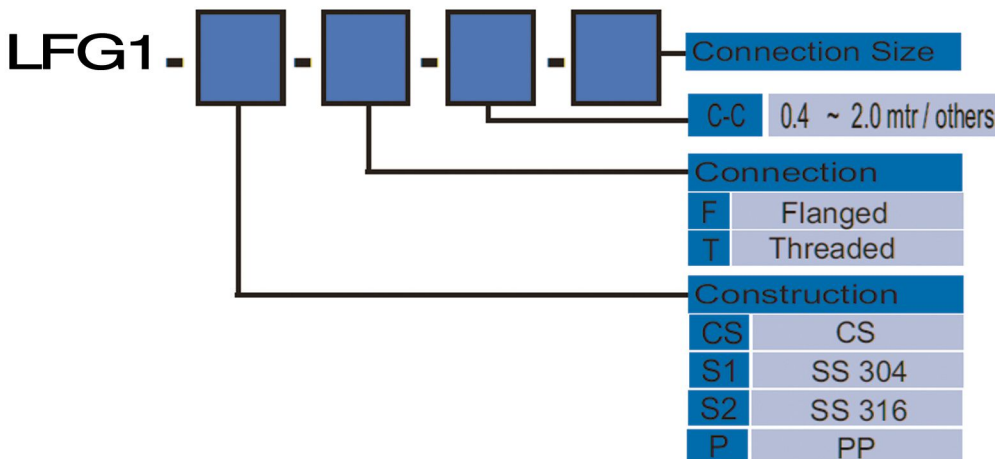 LFG1 - - - -
Connection Size
C-C 0.4 ~ 2.0 mtr / others
Connection
F Flanged
T Threaded
Construction
CS CS
S1 SS 304
S2 SS 316
P PP